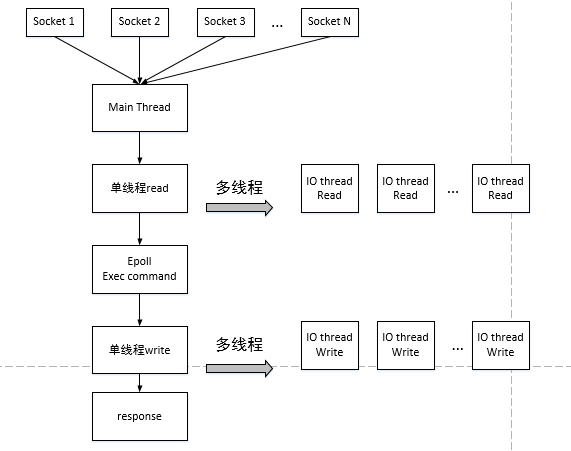 Socket 1
Socket 2
Socket 3
...
Socket N
Main Thread
单线程read
多线程
IO thread
Read
IO thread
Read
...
IO thread
Read
Epoll
Exec command
单线程write
多线程
IO thread
Write
IO thread
Write
...
IO thread
Write
response